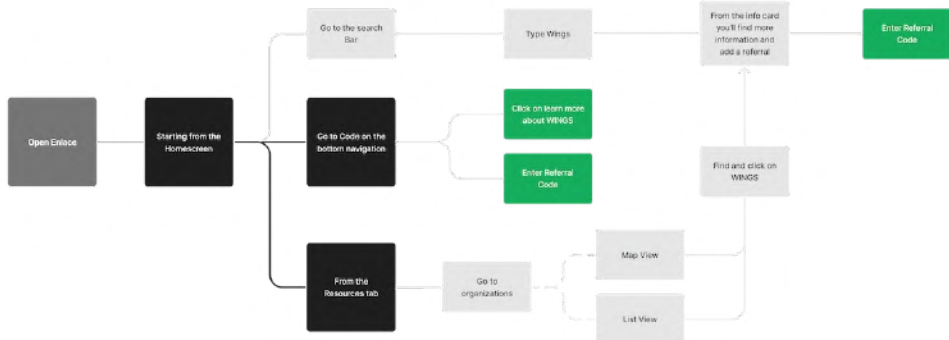 Go to the search
Bar
Type Wings
From the info card
you'll find more
information and
add a referral
Enter Referral
Code
Open Enlace
Starting from the
Homescreen
Go to Code on the
bottom navigation
Click on learn more
about WINGS
Enter Referral
Code
Find and click on
WINGS
From the
Resources tab
Go to
organizations
Map View
List View